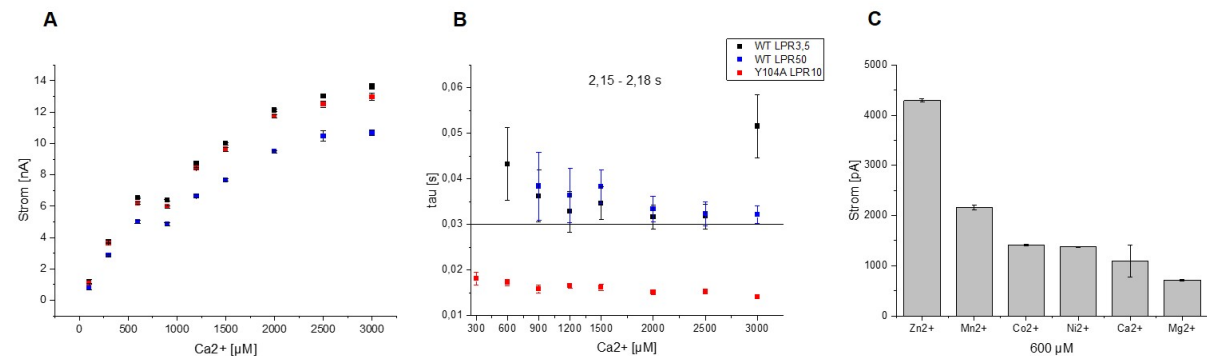 A
Strom [nA]
14
12
10
8
6
4
2
0
0 500 1000 1500 2000 2500 3000
Ca2+ [µM]
B
WT LPR3,5
WT LPR50
Y104A LPR10
2,15 - 2,18 s
tau [s]
0,06
0,05
0,04
0,03
0,02
0,01
300 600 900 1200 1500 2000 2500 3000
Ca2+ [µM]
C
Strom [pA]
5000
4000
3000
2000
1000
0
Zn2+ Mn2+ Co2+ Ni2+ Ca2+ Mg2+
600 µM